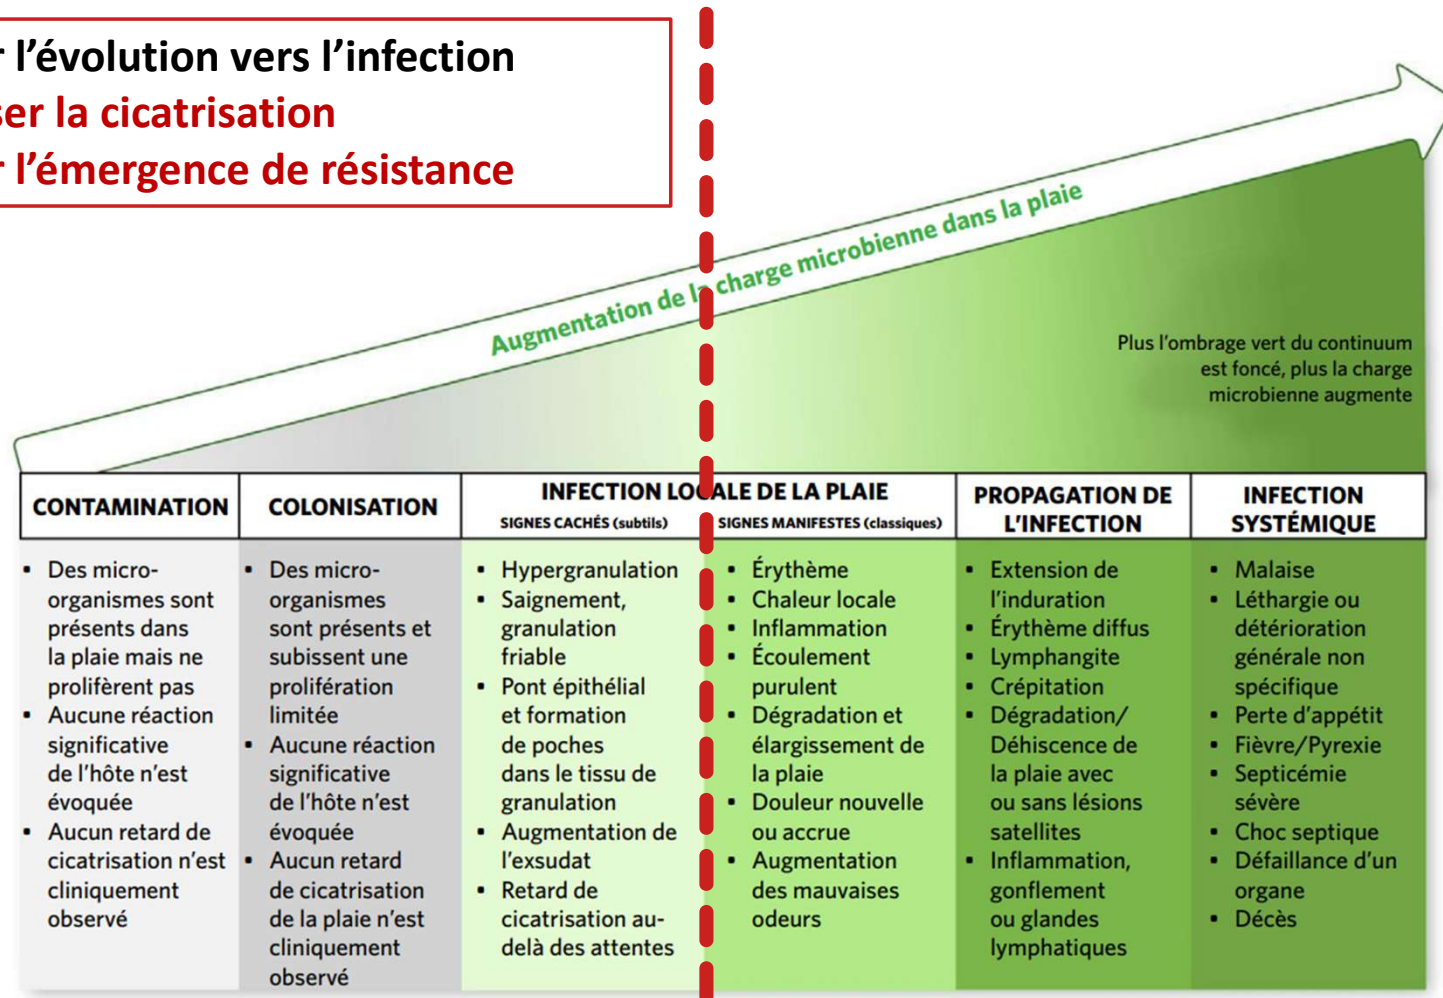 r l’évolution vers l’infection
ser la cicatrisation
r l’émergence de résistance
Augmentation de la charge microbienne dans la plaie
Plus l’ombrage vert du continuum
est foncé, plus la charge
microbienne augmente
CONTAMINATION
• Des micro-
organismes sont
présents dans
la plaie mais ne
prolifèrent pas
• Aucune réaction
significative
de l’hôte n’est
évoquée
• Aucun retard de
cicatrisation n’est
cliniquement
observé
COLONISATION
• Des micro-
organismes
sont présents et
subissent une
prolifération
limitée
• Aucune réaction
significative
de l’hôte n’est
évoquée
• Aucun retard
de cicatrisation
de la plaie n’est
cliniquement
observé
INFECTION LOCALE DE LA PLAIE
SIGNES CACHÉS (subtils)
• Hypergranulation
• Saignement,
granulation
friable
• Pont épithélial
et formation
de poches
dans le tissu de
granulation
• Augmentation de
l’exsudat
• Retard de
cicatrisation au-
delà des attentes
SIGNES MANIFESTES (classiques)
• Érythème
• Chaleur locale
• Inflammation
• Écoulement
purulent
• Dégradation et
élargissement de
la plaie
• Douleur nouvelle
ou accrue
• Augmentation
des mauvaises
odeurs
PROPAGATION DE
L’INFECTION
• Extension de
l’induration
• Érythème diffus
• Lymphangite
• Crépitation
• Dégradation/
Déhiscence de
la plaie avec
ou sans lésions
satellites
• Inflammation,
gonflement
ou glandes
lymphatiques
INFECTION
SYSTÉMIQUE
• Malaise
• Léthargie ou
détérioration
générale non
spécifique
• Perte d’appétit
• Fièvre/Pyrexie
• Septicémie
sévère
• Choc septique
• Défaillance d’un
organe
• Décès